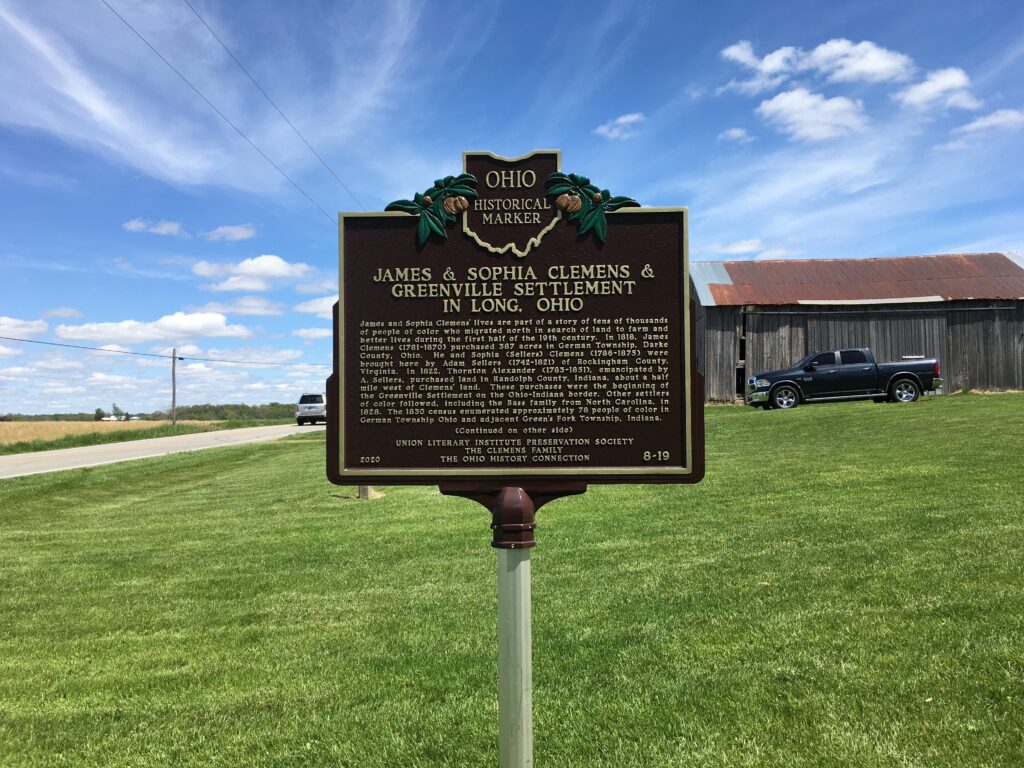 OHIO
HISTORICAL
MARKER
JAMES & SOPHIA CLEMENS &
GREENVILLE SETTLEMENT
IN LONG, OHIO
James and Sophia Clemens' lives are part of a story of tens of thousands
of people of color who migrated north in search of land to farm and
better lives during the first half of the 19th century. In 1818, James
Clemens (1781-1870) purchased 387 acres in German Township, Darke
County, Ohio. He and Sophia (Sellers) Clemens (1786-1873) were
brought here by Adam Sellers (1742-1821) of Rockingham County,
Virginia. In 1822, Thornton Alexander (1783-1851), emancipated by
A. Sellers, purchased land in Randolph County, Indiana, about a half
mile west of Clemens' land. These purchases were the beginning of
the Greenville Settlement on the Ohio-Indiana border. Other settlers
of color followed, including the Bass family from North Carolina, in
1828. The 1830 census enumerated approximately 78 people of color in
German Township and adjacent Green's Fork Township, Indiana.
(Continued on other side)
UNION LITERARY INSTITUTE PRESERVATION SOCIETY
THE CLEMENS FAMILY
2020 THE OHIO HISTORY CONNECTION 8-19